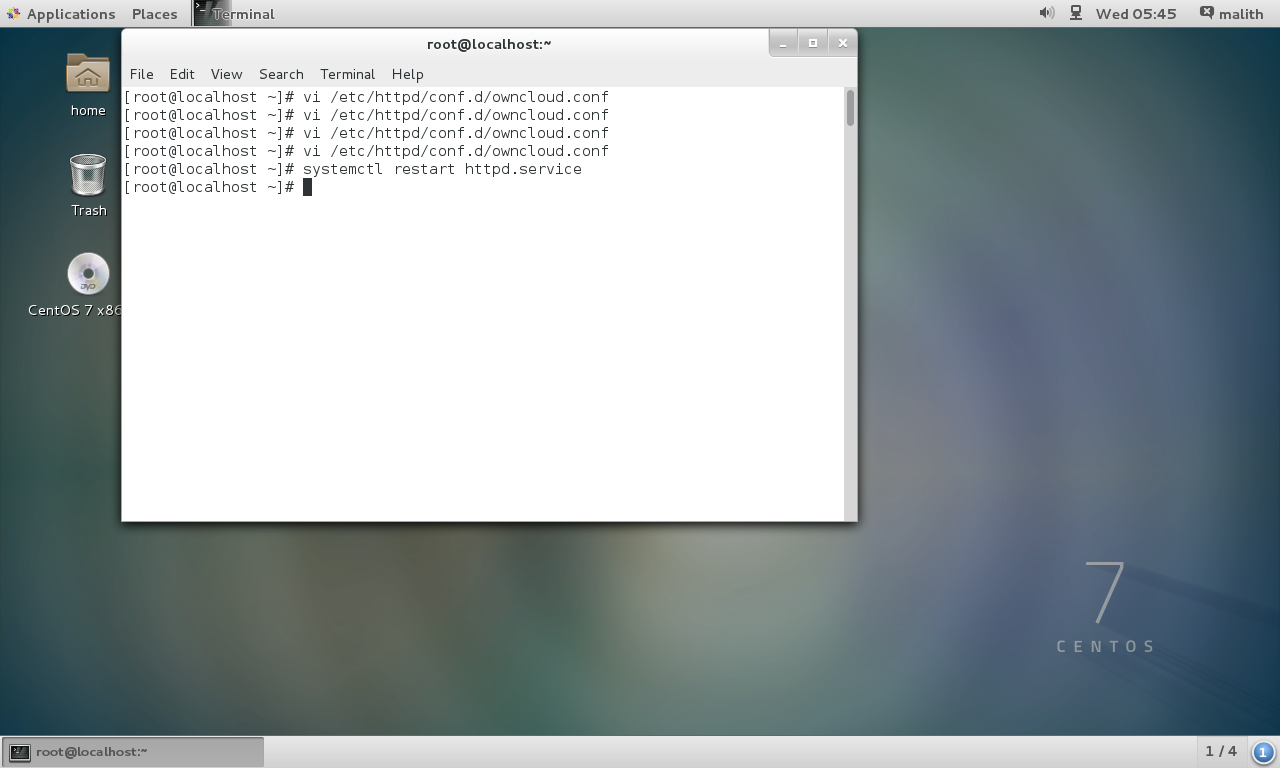 Applications Places Terminal Wed 05:45 malith
root@localhost:~
File Edit View Search Terminal Help
[root@localhost ~]# vi /etc/httpd/conf.d/owncloud.conf
[root@localhost ~]# vi /etc/httpd/conf.d/owncloud.conf
[root@localhost ~]# vi /etc/httpd/conf.d/owncloud.conf
[root@localhost ~]# vi /etc/httpd/conf.d/owncloud.conf
[root@localhost ~]# systemctl restart httpd.service
[root@localhost ~]#
home
Trash
DVD
CentOS 7 x86
7
CENTOS
root@localhost:~ 1 / 4 1